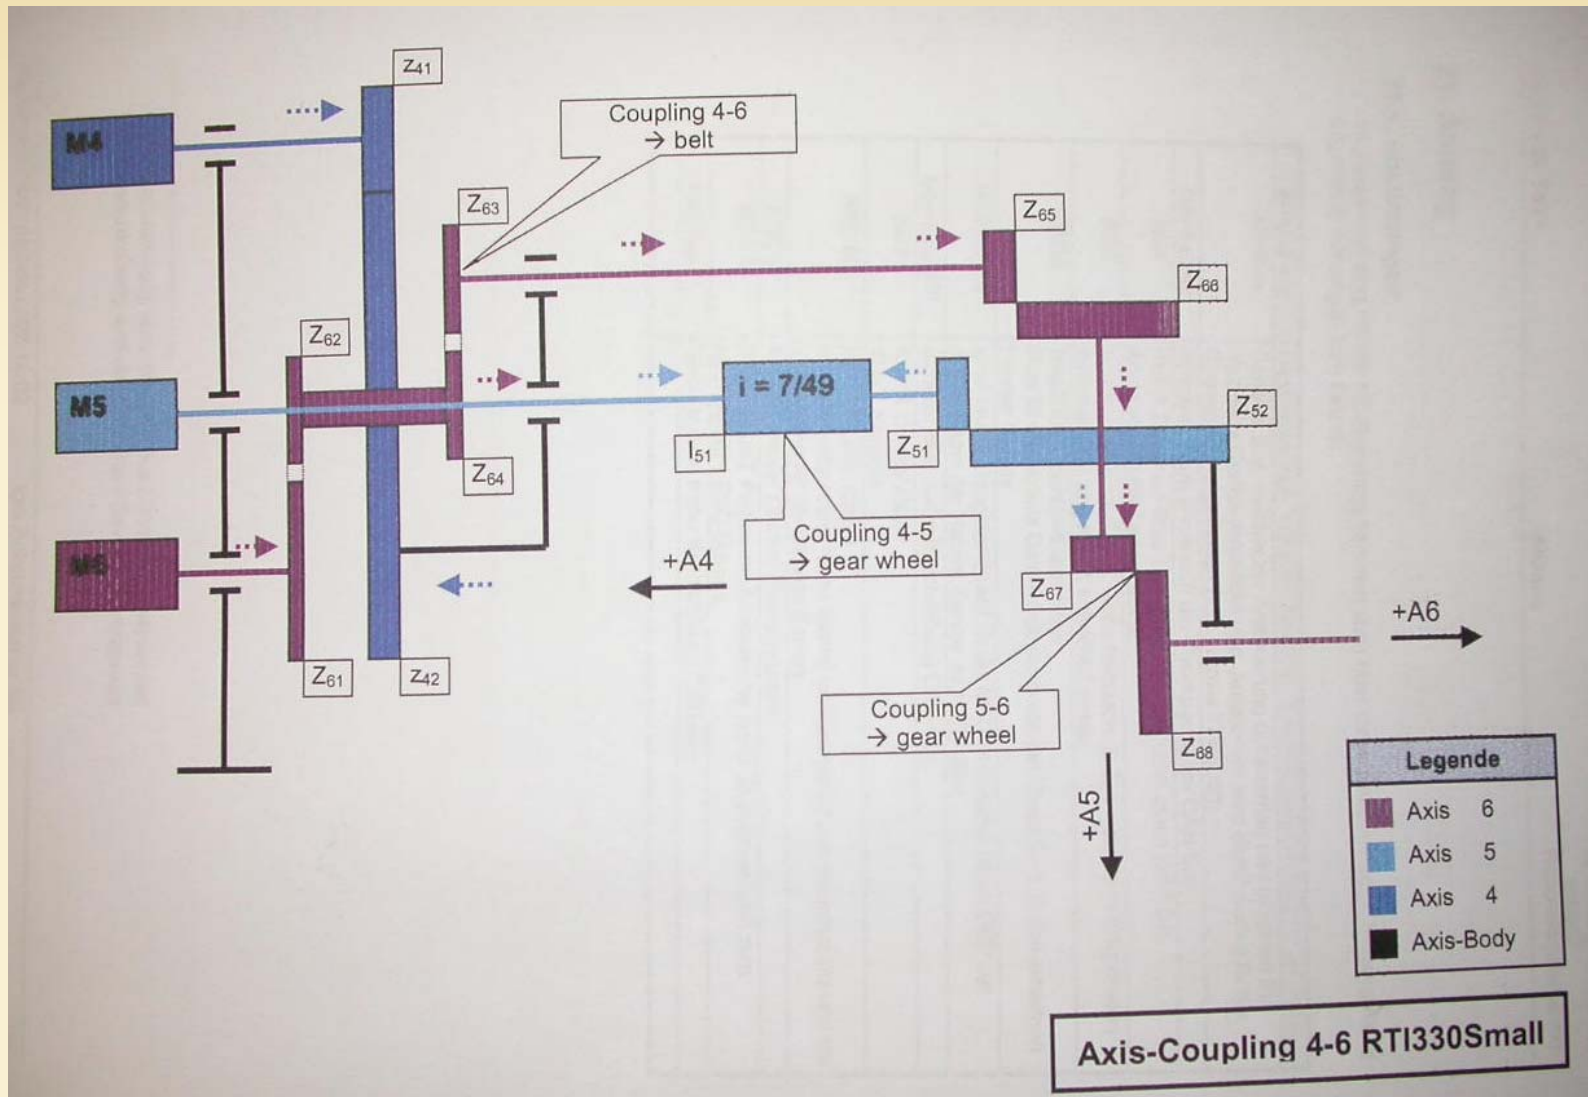 z41
M4
Coupling 4-6
→ belt
Z63
Z65
Z66
Z62
M5
i = 7/49
Z52
I51
Z51
Z64
Coupling 4-5
→ gear wheel
+A4
M6
Z67
+A6
Z61
z42
Coupling 5-6
→ gear wheel
Z68
+A5
Legende
Axis 6
Axis 5
Axis 4
Axis-Body
Axis-Coupling 4-6 RTI330Small